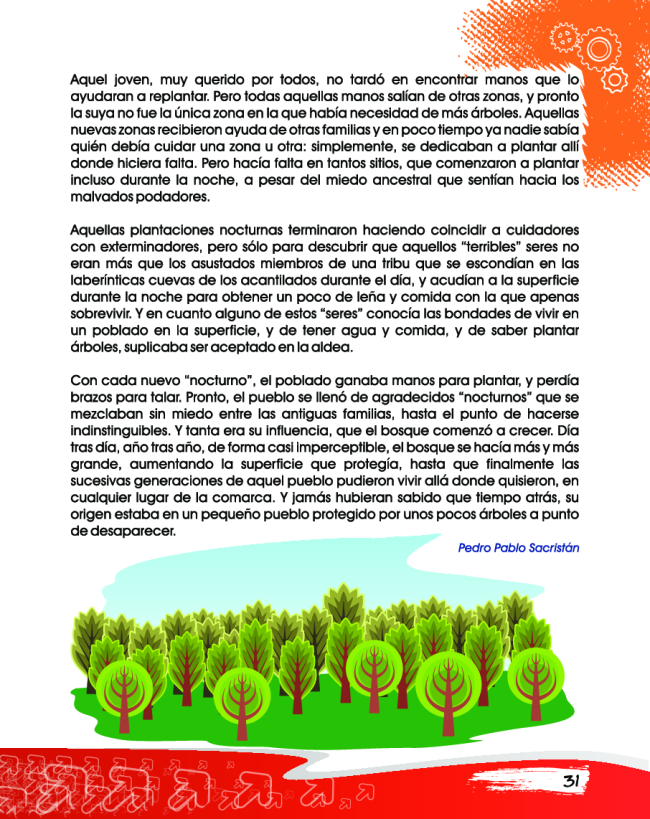 Aquel joven, muy querido por todos, no tardó en encontrar manos que lo
ayudaran a replantar. Pero todas aquellas manos salían de otras zonas, y pronto
la suya no fue la única zona en la que había necesidad de más árboles. Aquellas
nuevas zonas recibieron ayuda de otras familias y en poco tiempo ya nadie sabía
quién debía cuidar una zona u otra: simplemente, se dedicaban a plantar allí
donde hiciera falta. Pero hacía falta en tantos sitios, que comenzaron a plantar
incluso durante la noche, a pesar del miedo ancestral que sentían hacia los
malvados podadores.
Aquellas plantaciones nocturnas terminaron haciendo coincidir a cuidadores
con exterminadores, pero sólo para descubrir que aquellos “terribles” seres no
eran más que los asustados miembros de una tribu que se escondían en las
laberínticas cuevas de los acantilados durante el día, y acudían a la superficie
durante la noche para obtener un poco de leña y comida con la que apenas
sobrevivir. Y en cuanto alguno de estos “seres” conocía las bondades de vivir en
un poblado en la superficie, y de tener agua y comida, y de saber plantar
árboles, suplicaba ser aceptado en la aldea.
Con cada nuevo “nocturno”, el poblado ganaba manos para plantar, y perdía
brazos para talar. Pronto, el pueblo se llenó de agradecidos “nocturnos” que se
mezclaban sin miedo entre las antiguas familias, hasta el punto de hacerse
indinstinguibles. Y tanta era su influencia, que el bosque comenzó a crecer. Día
tras día, año tras año, de forma casi imperceptible, el bosque se hacía más y más
grande, aumentando la superficie que protegía, hasta que finalmente las
sucesivas generaciones de aquel pueblo pudieron vivir allá donde quisieron, en
cualquier lugar de la comarca. Y jamás hubieran sabido que tiempo atrás, su
origen estaba en un pequeño pueblo protegido por unos pocos árboles a punto
de desaparecer.
Pedro Pablo Sacristán
31